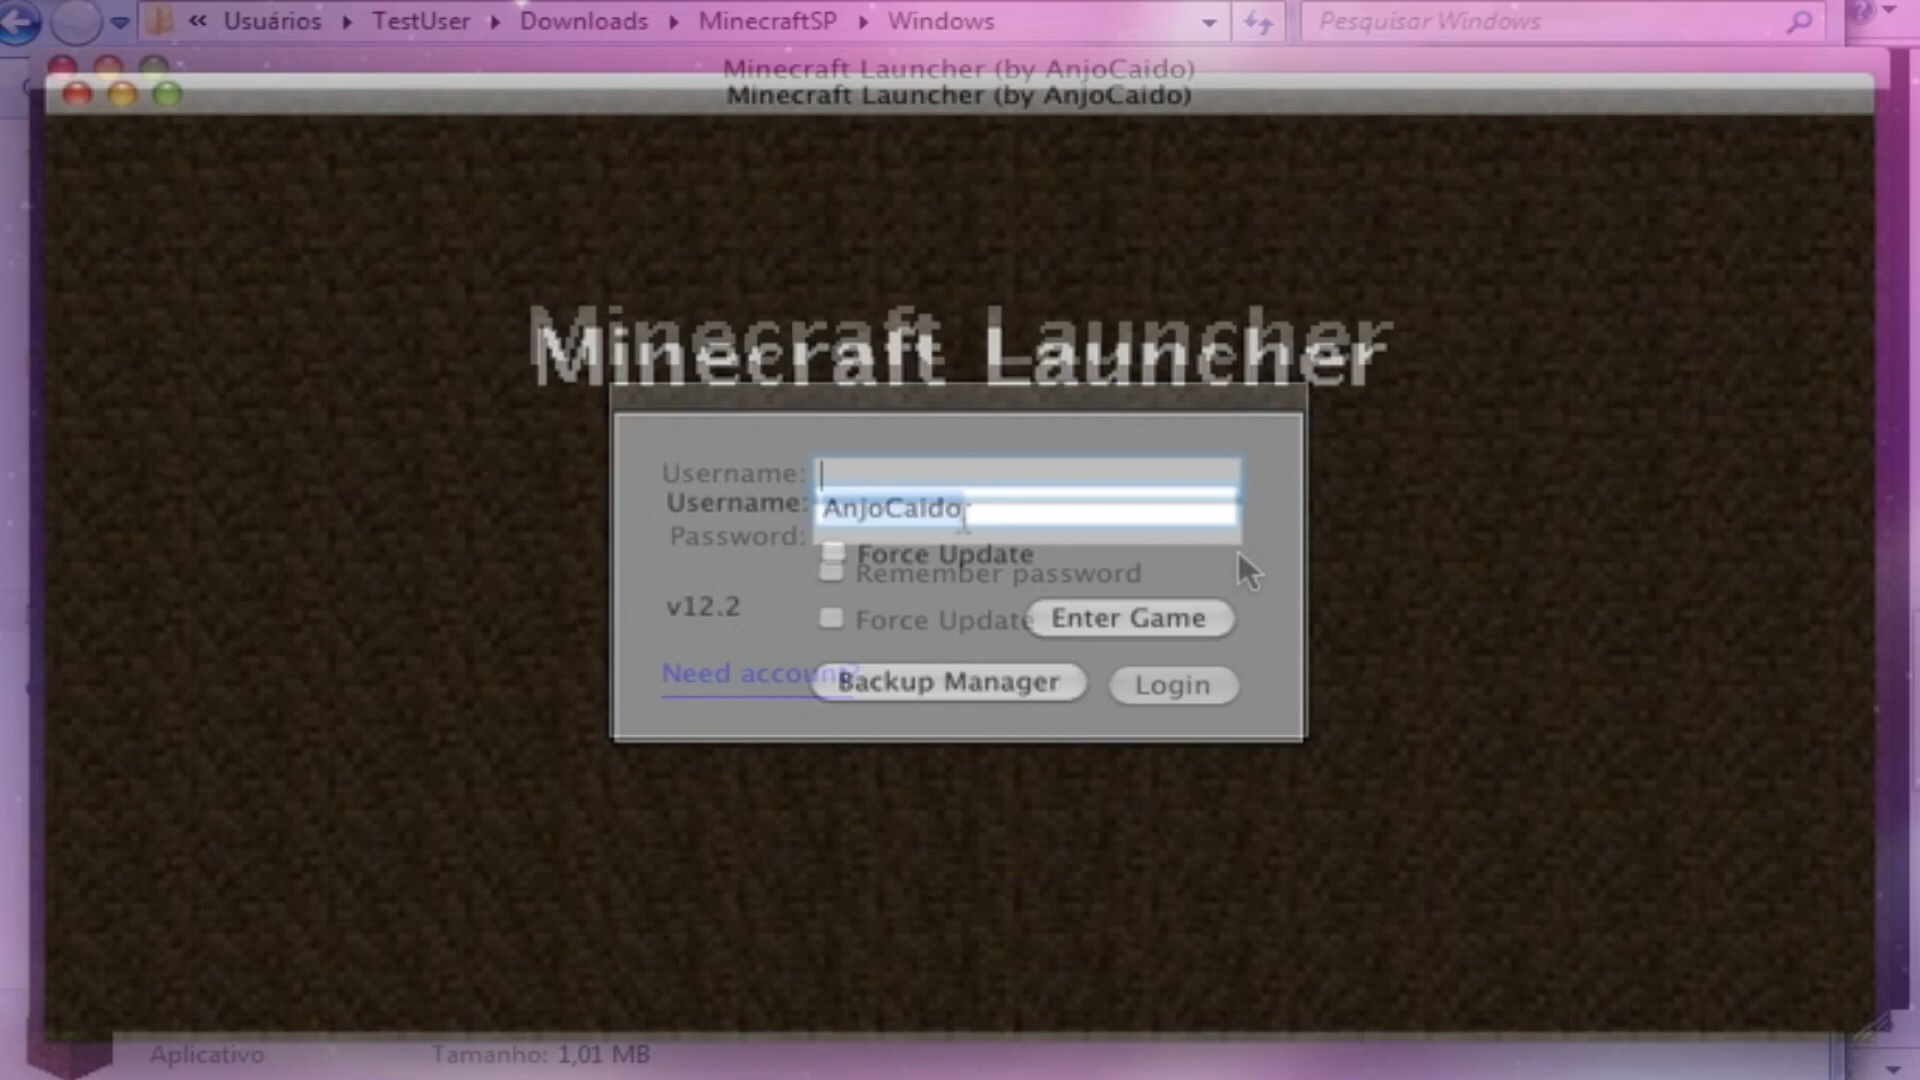 « Usuários ▸ TestUser ▸ Downloads ▸ MinecraftSP ▸ Windows
Pesquisar Windows
Minecraft Launcher (by AnjoCaido)
Minecraft Launcher (by AnjoCaido)
Minecraft Launcher
Minecraft Launcher
Username:
Username: AnjoCaido
Password:
Force Update
Remember password
v12.2
Force Update
Enter Game
Need account?
Backup Manager
Login
Aplicativo
Tamanho: 1,01 MB